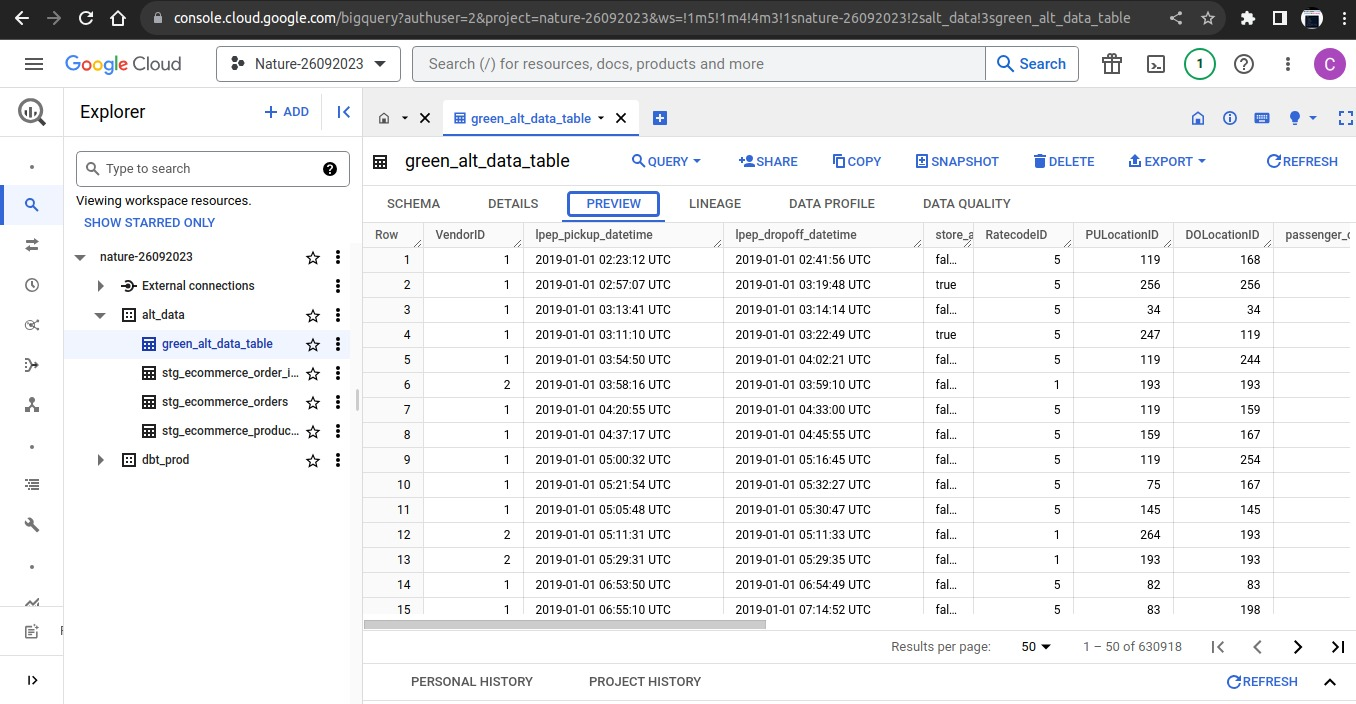 console.cloud.google.com/bigquery?authuser=2&project=nature-26092023&ws=!1m5!1m4!4m3!1snature-26092023!2salt_data!3sgreen_alt_data_table
Google Cloud Nature-26092023 Search (/) for resources, docs, products and more Search 1 C
Explorer + ADD
green_alt_data_table
Type to search
Viewing workspace resources.
SHOW STARRED ONLY
nature-26092023
External connections
alt_data
green_alt_data_table
stg_ecommerce_order_i...
stg_ecommerce_orders
stg_ecommerce_produc...
dbt_prod
green_alt_data_table QUERY SHARE COPY SNAPSHOT DELETE EXPORT REFRESH
SCHEMA DETAILS PREVIEW LINEAGE DATA PROFILE DATA QUALITY
Row VendorID lpep_pickup_datetime lpep_dropoff_datetime store_a RatecodeID PULocationID DOLocationID passenger_c
1 1 2019-01-01 02:23:12 UTC 2019-01-01 02:41:56 UTC fal... 5 119 168
2 1 2019-01-01 02:57:07 UTC 2019-01-01 03:19:48 UTC true 5 256 256
3 1 2019-01-01 03:13:41 UTC 2019-01-01 03:14:14 UTC fal... 5 34 34
4 1 2019-01-01 03:11:10 UTC 2019-01-01 03:22:49 UTC true 5 247 119
5 1 2019-01-01 03:54:50 UTC 2019-01-01 04:02:21 UTC fal... 5 119 244
6 2 2019-01-01 03:58:16 UTC 2019-01-01 03:59:10 UTC fal... 1 193 193
7 1 2019-01-01 04:20:55 UTC 2019-01-01 04:33:00 UTC fal... 5 119 159
8 1 2019-01-01 04:37:17 UTC 2019-01-01 04:45:55 UTC fal... 5 159 167
9 1 2019-01-01 05:00:32 UTC 2019-01-01 05:16:45 UTC fal... 5 119 254
10 1 2019-01-01 05:21:54 UTC 2019-01-01 05:32:27 UTC fal... 5 75 167
11 1 2019-01-01 05:05:48 UTC 2019-01-01 05:30:47 UTC fal... 5 145 145
12 2 2019-01-01 05:11:31 UTC 2019-01-01 05:11:33 UTC fal... 1 264 193
13 2 2019-01-01 05:29:31 UTC 2019-01-01 05:29:35 UTC fal... 1 193 193
14 1 2019-01-01 06:53:50 UTC 2019-01-01 06:54:49 UTC fal... 5 82 83
15 1 2019-01-01 06:55:10 UTC 2019-01-01 07:14:52 UTC fal... 5 83 198
Results per page: 50 1 – 50 of 630918
PERSONAL HISTORY PROJECT HISTORY REFRESH